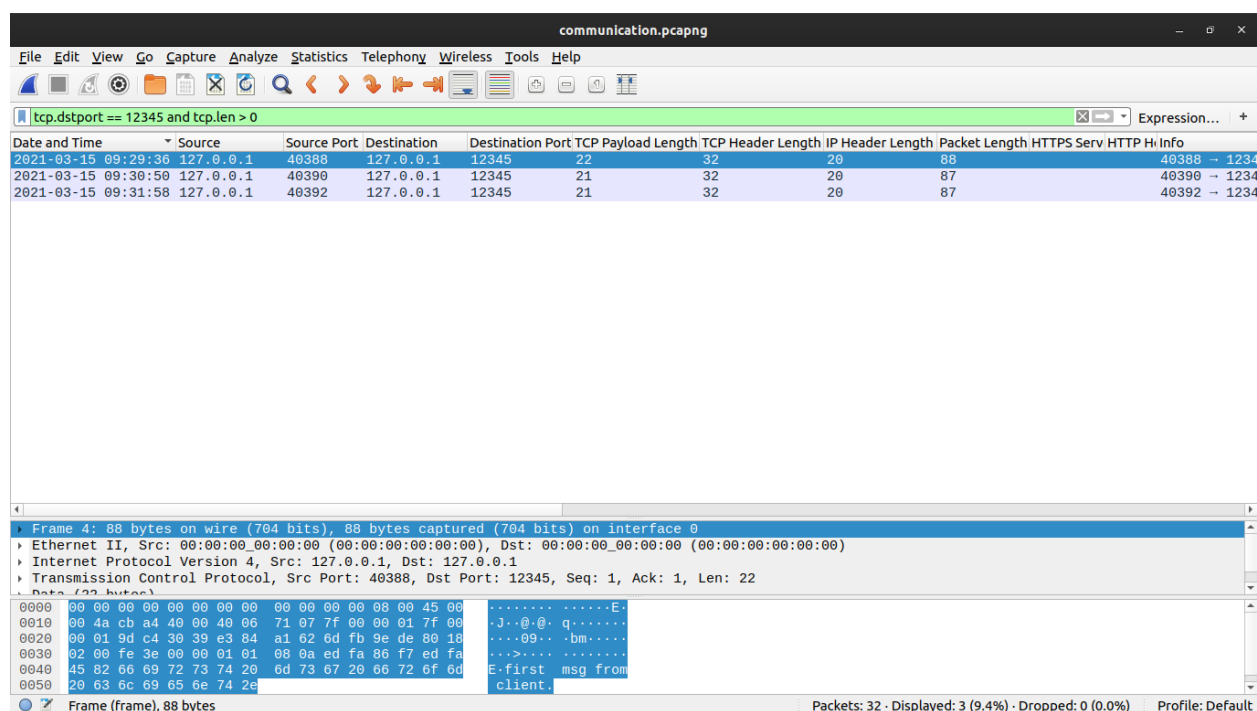 communication.pcapng
File Edit View Go Capture Analyze Statistics Telephony Wireless Tools Help
tcp.dstport == 12345 and tcp.len > 0 Expression... +
Date and Time Source Source Port Destination Destination Port TCP Payload Length TCP Header Length IP Header Length Packet Length HTTPS Serv HTTP H Info
2021-03-15 09:29:36 127.0.0.1 40388 127.0.0.1 12345 22 32 20 88 40388 → 1234
2021-03-15 09:30:50 127.0.0.1 40390 127.0.0.1 12345 21 32 20 87 40390 → 1234
2021-03-15 09:31:58 127.0.0.1 40392 127.0.0.1 12345 21 32 20 87 40392 → 1234
Frame 4: 88 bytes on wire (704 bits), 88 bytes captured (704 bits) on interface 0
Ethernet II, Src: 00:00:00_00:00:00 (00:00:00:00:00:00), Dst: 00:00:00_00:00:00 (00:00:00:00:00:00)
Internet Protocol Version 4, Src: 127.0.0.1, Dst: 127.0.0.1
Transmission Control Protocol, Src Port: 40388, Dst Port: 12345, Seq: 1, Ack: 1, Len: 22
Data (22 bytes)
0000 00 00 00 00 00 00 00 00 00 00 00 00 08 00 45 00 ········ ······E·
0010 00 4a cb a4 40 00 40 06 71 07 7f 00 00 01 7f 00 ·J··@·@· q·······
0020 00 01 9d c4 30 39 e3 84 a1 62 6d fb 9e de 80 18 ····09·· ·bm·····
0030 02 00 fe 3e 00 00 01 01 08 0a ed fa 86 f7 ed fa ···>···· ········
0040 45 82 66 69 72 73 74 20 6d 73 67 20 66 72 6f 6d E·first msg from
0050 20 63 6c 69 65 6e 74 2e client.
Frame (frame), 88 bytes Packets: 32 · Displayed: 3 (9.4%) · Dropped: 0 (0.0%) Profile: Default